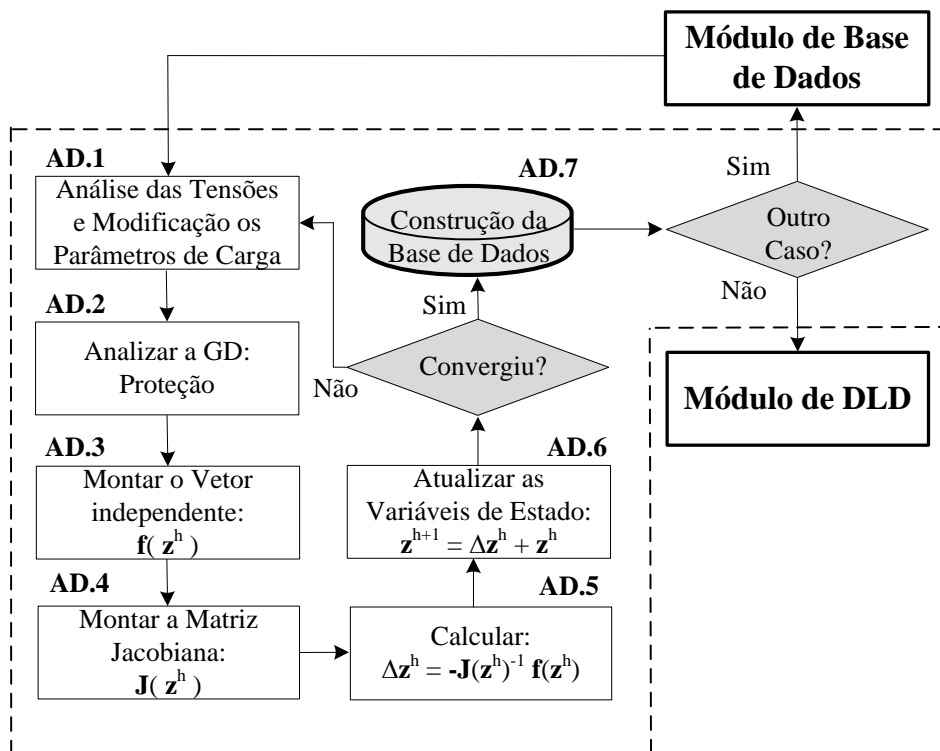 Módulo de Base
de Dados
AD.1
Análise das Tensões
e Modificação os
Parâmetros de Carga
AD.2
Analizar a GD:
Proteção
AD.3
Montar o Vetor
independente:
f( z^h )
AD.4
Montar a Matriz
Jacobiana:
J( z^h )
AD.5
Calcular:
Δz^h = -J(z^h)^-1 f(z^h)
AD.6
Atualizar as
Variáveis de Estado:
z^h+1 = Δz^h + z^h
Convergiu?
Não
Sim
AD.7
Construção da
Base de Dados
Outro
Caso?
Sim
Não
Módulo de DLD